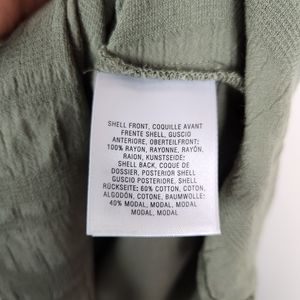 SHELL FRONT, COQUILLE AVANT
FRENTE SHELL, GUSCIO
ANTERIORE, OBERTEILFRONT:
100% RAYON, RAYONNE, RAYÓN,
RAION, KUNSTSEIDE:
SHELL BACK, COQUE DE
DOSSIER, POSTERIOR SHELL
GUSCIO POSTERIORE, SHELL
RÜCKSEITE: 60% COTTON, COTON,
ALGODÓN, COTONE, BAUMWOLLE:
40% MODAL, MODAL, MODAL,
MODAL, MODAL